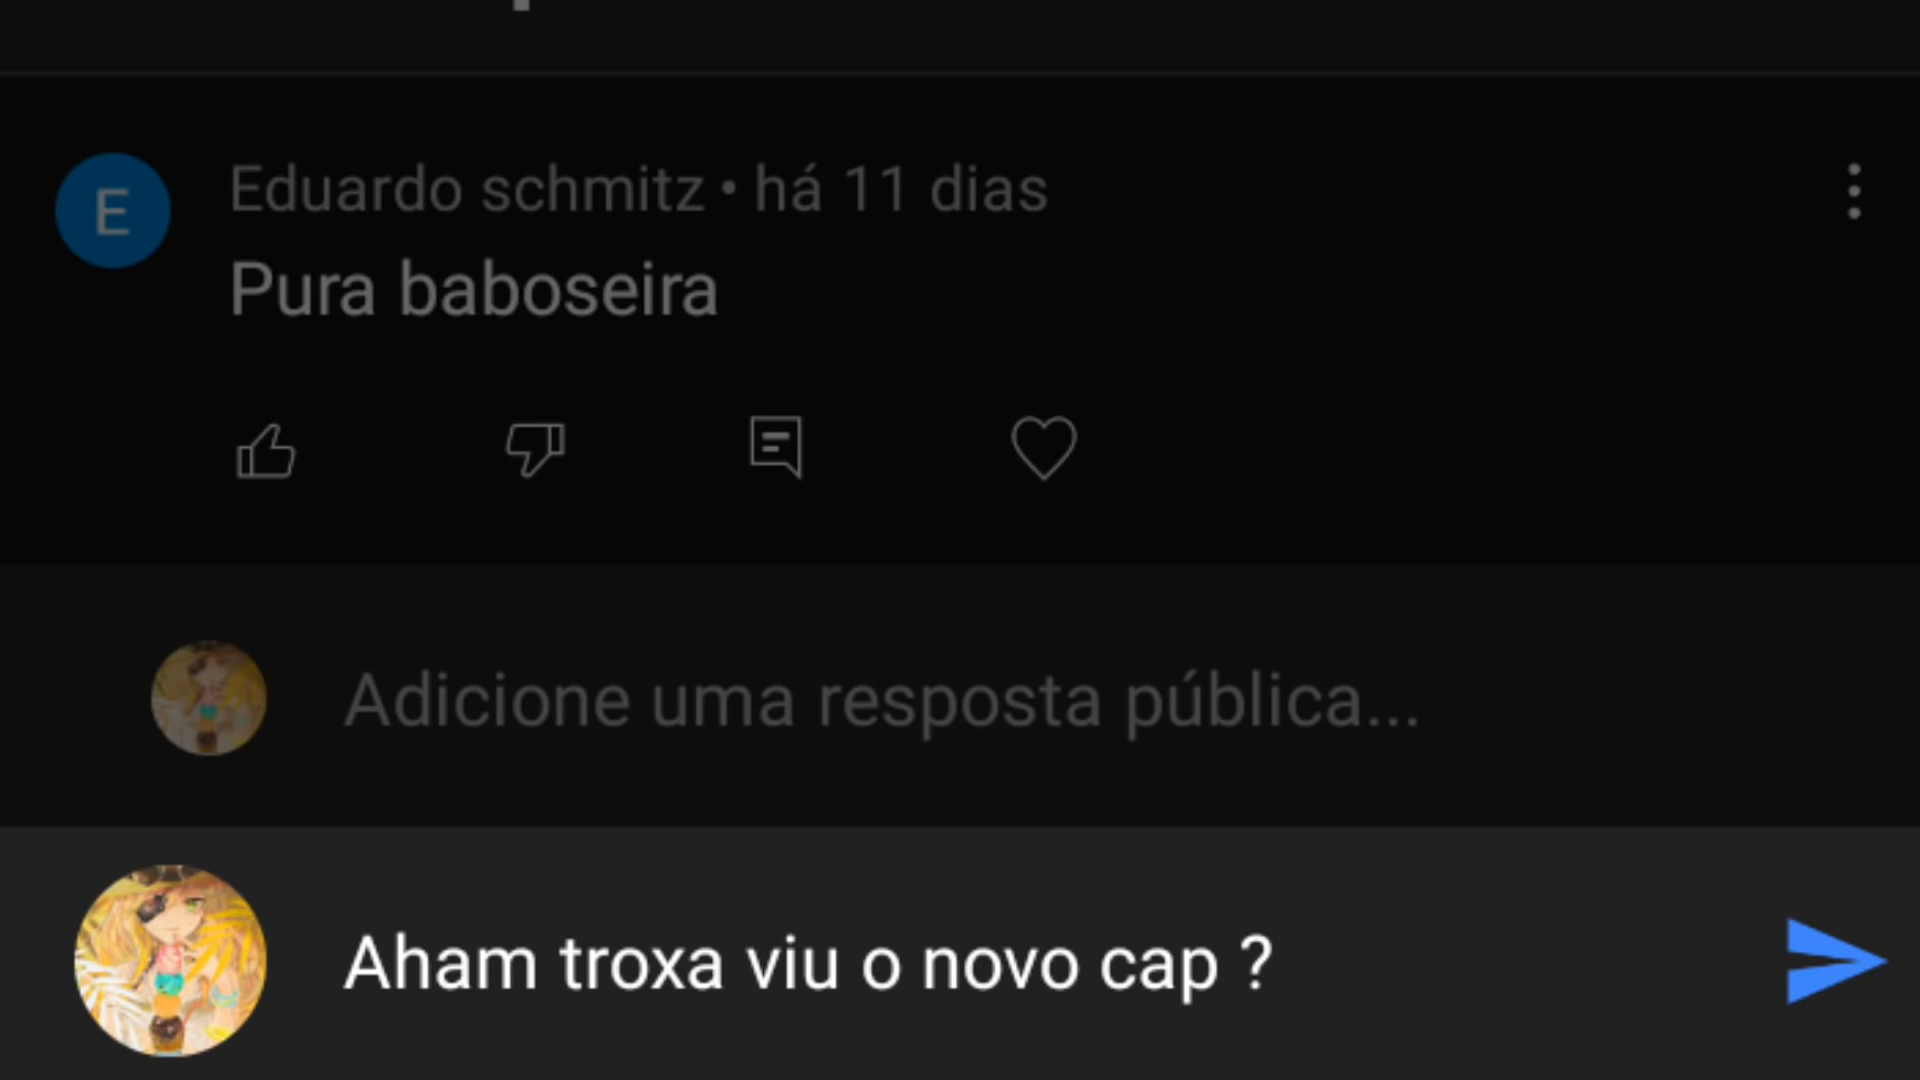 E
Eduardo schmitz • há 11 dias
Pura baboseira
Adicione uma resposta pública...
Aham troxa viu o novo cap ?